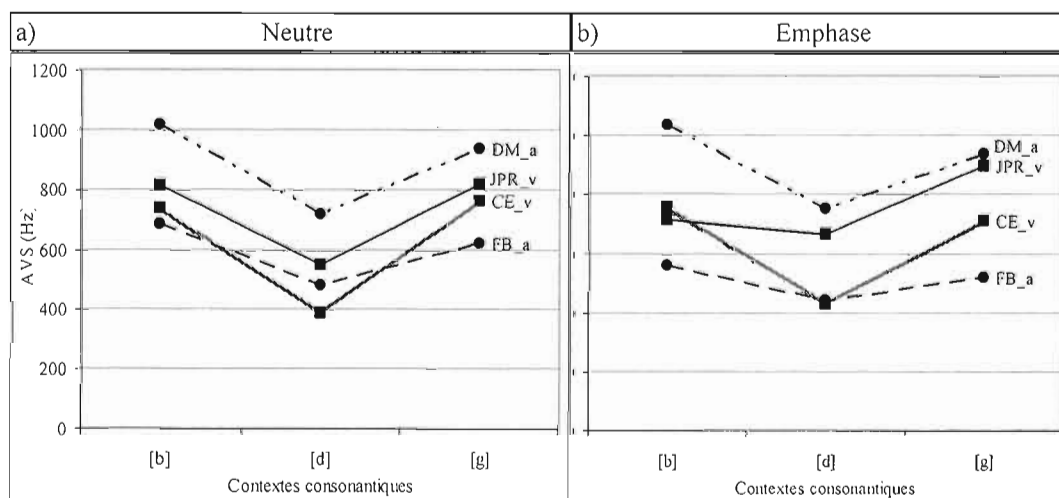 a) Neutre
b) Emphase
AVS (Hz)
1200
1000
800
600
400
200
0
DM_a
JPR_v
CE_v
FB_a
[b] [d] [g]
Contextes consonantiques
DM_a
JPR_v
CE_v
FB_a
[b] [d] [g]
Contextes consonantiques